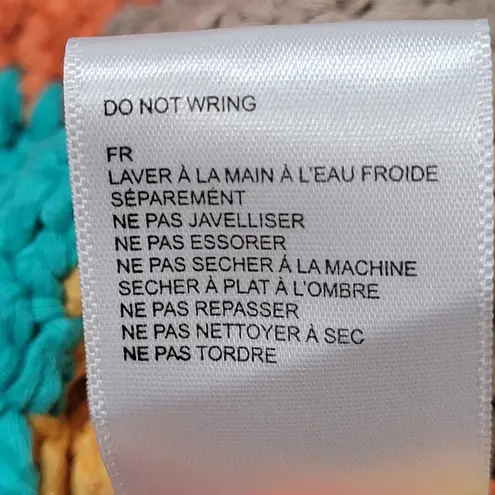 DO NOT WRING
FR
LAVER À LA MAIN À L'EAU FROIDE
SÉPAREMENT
NE PAS JAVELLISER
NE PAS ESSORER
NE PAS SECHER Á LA MACHINE
SECHER À PLAT À L'OMBRE
NE PAS REPASSER
NE PAS NETTOYER À SEC
NE PAS TORDRE